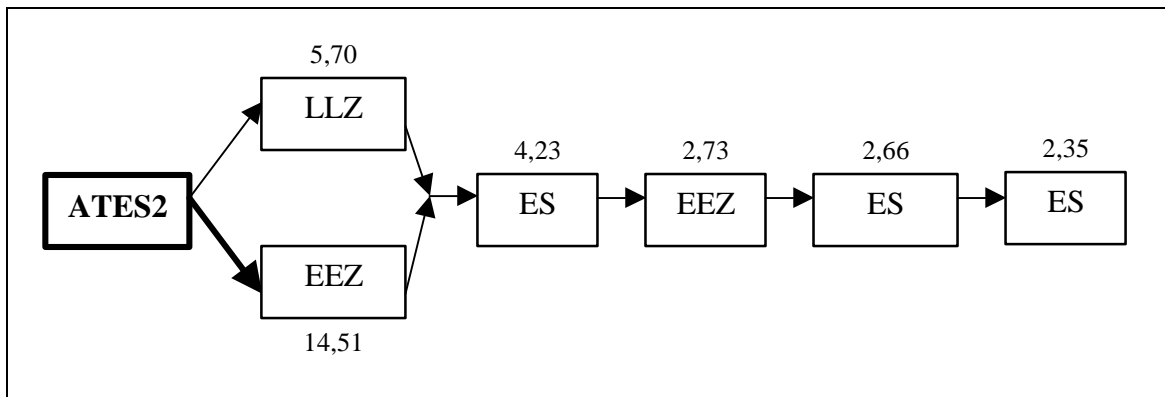 5,70
LLZ
4,23
2,73
2,66
2,35
ATES2
ES
EEZ
ES
ES
EEZ
14,51